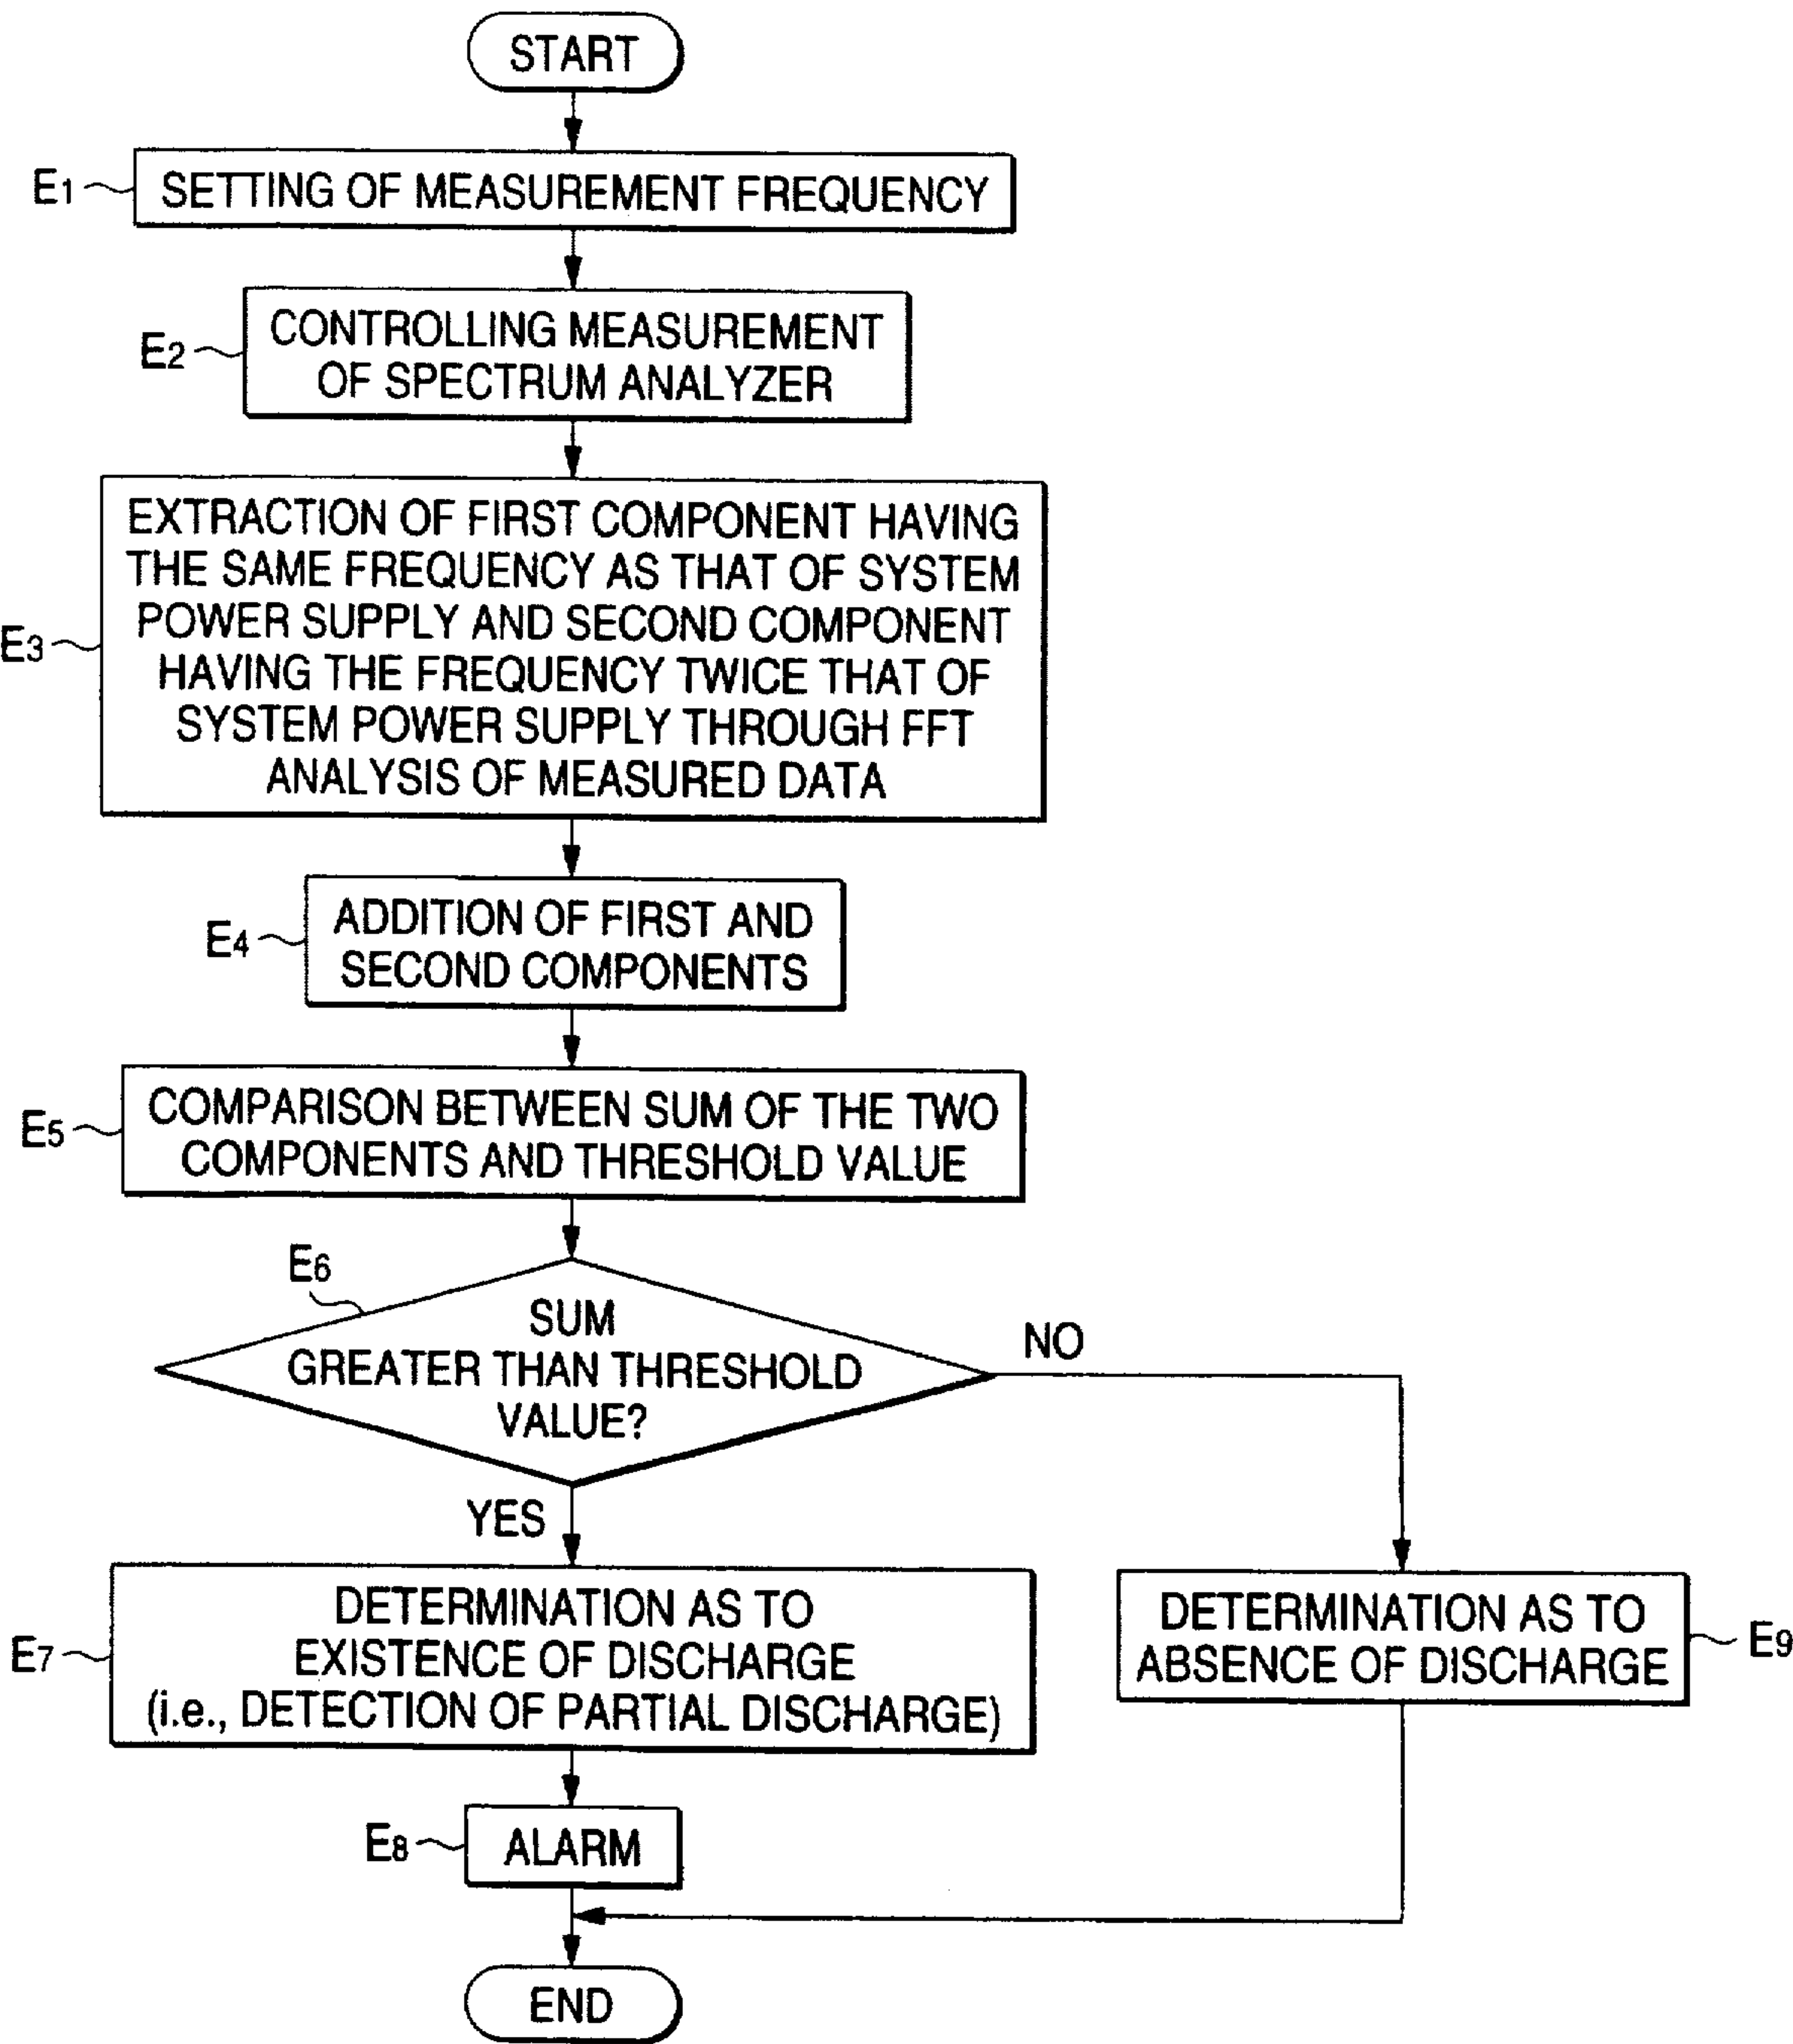 START
E1
SETTING OF MEASUREMENT FREQUENCY
E2
CONTROLLING MEASUREMENT
OF SPECTRUM ANALYZER
E3
EXTRACTION OF FIRST COMPONENT HAVING
THE SAME FREQUENCY AS THAT OF SYSTEM
POWER SUPPLY AND SECOND COMPONENT
HAVING THE FREQUENCY TWICE THAT OF
SYSTEM POWER SUPPLY THROUGH FFT
ANALYSIS OF MEASURED DATA
E4
ADDITION OF FIRST AND
SECOND COMPONENTS
E5
COMPARISON BETWEEN SUM OF THE TWO
COMPONENTS AND THRESHOLD VALUE
E6
SUM
GREATER THAN THRESHOLD
VALUE?
NO
YES
E7
DETERMINATION AS TO
EXISTENCE OF DISCHARGE
(i.e., DETECTION OF PARTIAL DISCHARGE)
DETERMINATION AS TO
ABSENCE OF DISCHARGE
E9
E8
ALARM
END